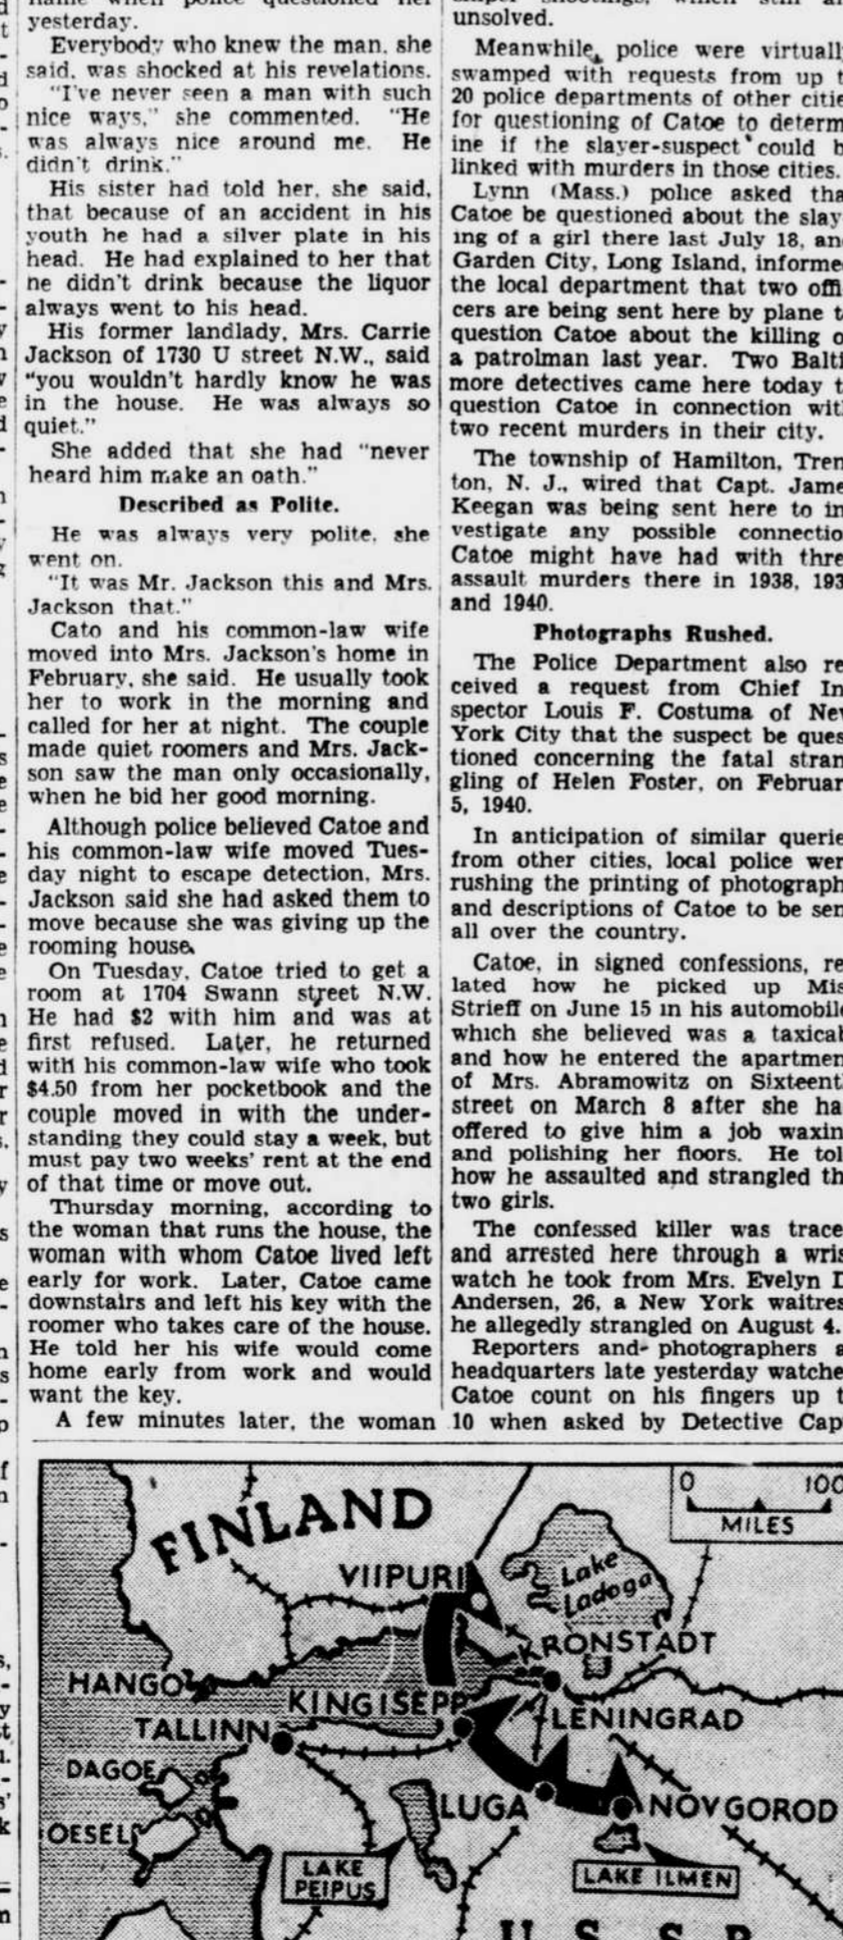 name when police questioned her
yesterday.
Everybody who knew the man, she
said, was shocked at his revelations.
"I've never seen a man with such
nice ways," she commented. "He
was always nice around me. He
didn't drink."
His sister had told her, she said,
that because of an accident in his
youth he had a silver plate in his
head. He had explained to her that
he didn't drink because the liquor
always went to his head.
His former landlady, Mrs. Carrie
Jackson of 1730 U street N.W., said
"you wouldn't hardly know he was
in the house. He was always so
quiet."
She added that she had "never
heard him make an oath."
Described as Polite.
He was always very polite, she
went on.
"It was Mr. Jackson this and Mrs.
Jackson that."
Cato and his common-law wife
moved into Mrs. Jackson's home in
February, she said. He usually took
her to work in the morning and
called for her at night. The couple
made quiet roomers and Mrs. Jack-
son saw the man only occasionally,
when he bid her good morning.
Although police believed Catoe and
his common-law wife moved Tues-
day night to escape detection, Mrs.
Jackson said she had asked them to
move because she was giving up the
rooming house.
On Tuesday, Catoe tried to get a
room at 1704 Swann street N.W.
He had $2 with him and was at
first refused. Later, he returned
with his common-law wife who took
$4.50 from her pocketbook and the
couple moved in with the under-
standing they could stay a week, but
must pay two weeks' rent at the end
of that time or move out.
Thursday morning, according to
the woman that runs the house, the
woman with whom Catoe lived left
early for work. Later, Catoe came
downstairs and left his key with the
roomer who takes care of the house.
He told her his wife would come
home early from work and would
want the key.
A few minutes later, the woman
unsolved.
Meanwhile, police were virtuall
swamped with requests from up t
20 police departments of other citie
for questioning of Catoe to determ
ine if the slayer-suspect could b
linked with murders in those cities.
Lynn (Mass.) police asked tha
Catoe be questioned about the slay
ing of a girl there last July 18, an
Garden City, Long Island, informe
the local department that two offi
cers are being sent here by plane t
question Catoe about the killing o
a patrolman last year. Two Balti
more detectives came here today t
question Catoe in connection wit
two recent murders in their city.
The township of Hamilton, Tren
ton, N. J., wired that Capt. Jame
Keegan was being sent here to in
vestigate any possible connectio
Catoe might have had with thre
assault murders there in 1938, 193
and 1940.
Photographs Rushed.
The Police Department also re
ceived a request from Chief In
spector Louis F. Costuma of Nev
York City that the suspect be ques
tioned concerning the fatal stran
gling of Helen Foster, on Februar
5, 1940.
In anticipation of similar querie
from other cities, local police wer
rushing the printing of photograph
and descriptions of Catoe to be sen
all over the country.
Catoe, in signed confessions, re
lated how he picked up Mis
Strieff on June 15 in his automobile
which she believed was a taxical
and how he entered the apartmen
of Mrs. Abramowitz on Sixteent
street on March 8 after she ha
offered to give him a job waxin
and polishing her floors. He tol
how he assaulted and strangled th
two girls.
The confessed killer was trace
and arrested here through a wris
watch he took from Mrs. Evelyn D
Andersen, 26, a New York waitres
he allegedly strangled on August 4.
Reporters and photographers a
headquarters late yesterday watche
Catoe count on his fingers up t
10 when asked by Detective Cap
FINLAND
0 100
MILES
VIIPURI
Lake
Ladoga
KRONSTADT
HANGO
KINGISEPP
LENINGRAD
TALLINN
DAGOE
LUGA
NOVGOROD
OESEL
LAKE
PEIPUS
LAKE ILMEN
U. S. S. R.